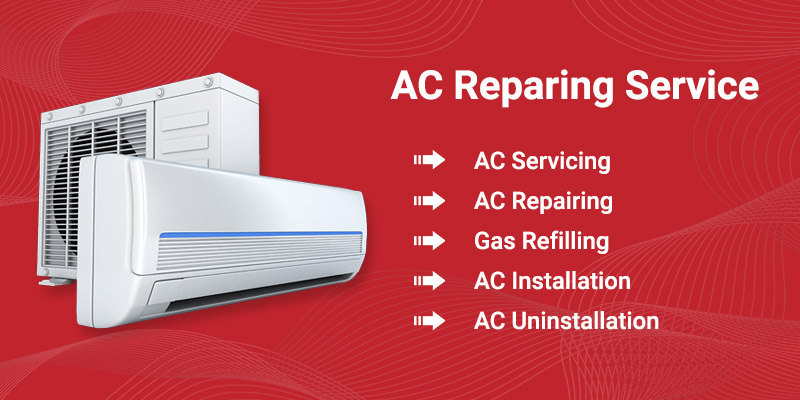 AC Reparing Service
AC Servicing
AC Repairing
Gas Refilling
AC Installation
AC Uninstallation